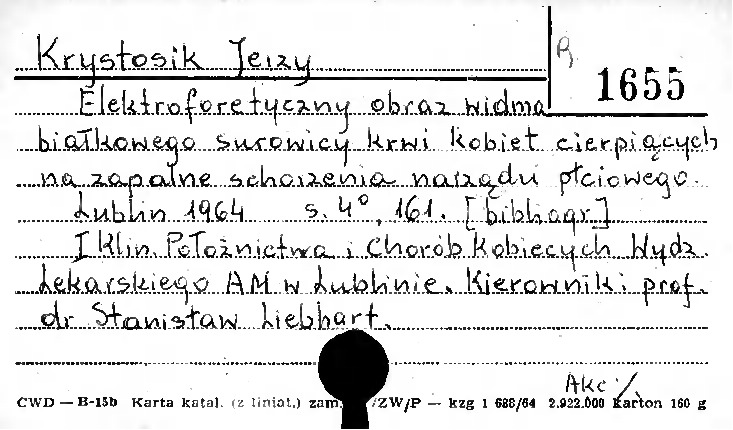 Krystosik Jerzy
R 1655
Elektroforetyczny obraz widma
białkowego surowicy krwi kobiet cierpiących
na zapalne schorzenia narządu płciowego.
Lublin 1964 s. 4°, 161. [bibliogr.]
I Klin. Położnictwa i Chorób Kobiecych Wydz.
Lekarskiego AM w Lublinie. Kierownik: prof.
dr Stanisław Liebhart.
Akc
CWD — B-15b Karta katal. (z liniat.) zam. /ZW/P — kzg 1 688/64 2.922.000 Karton 160 g